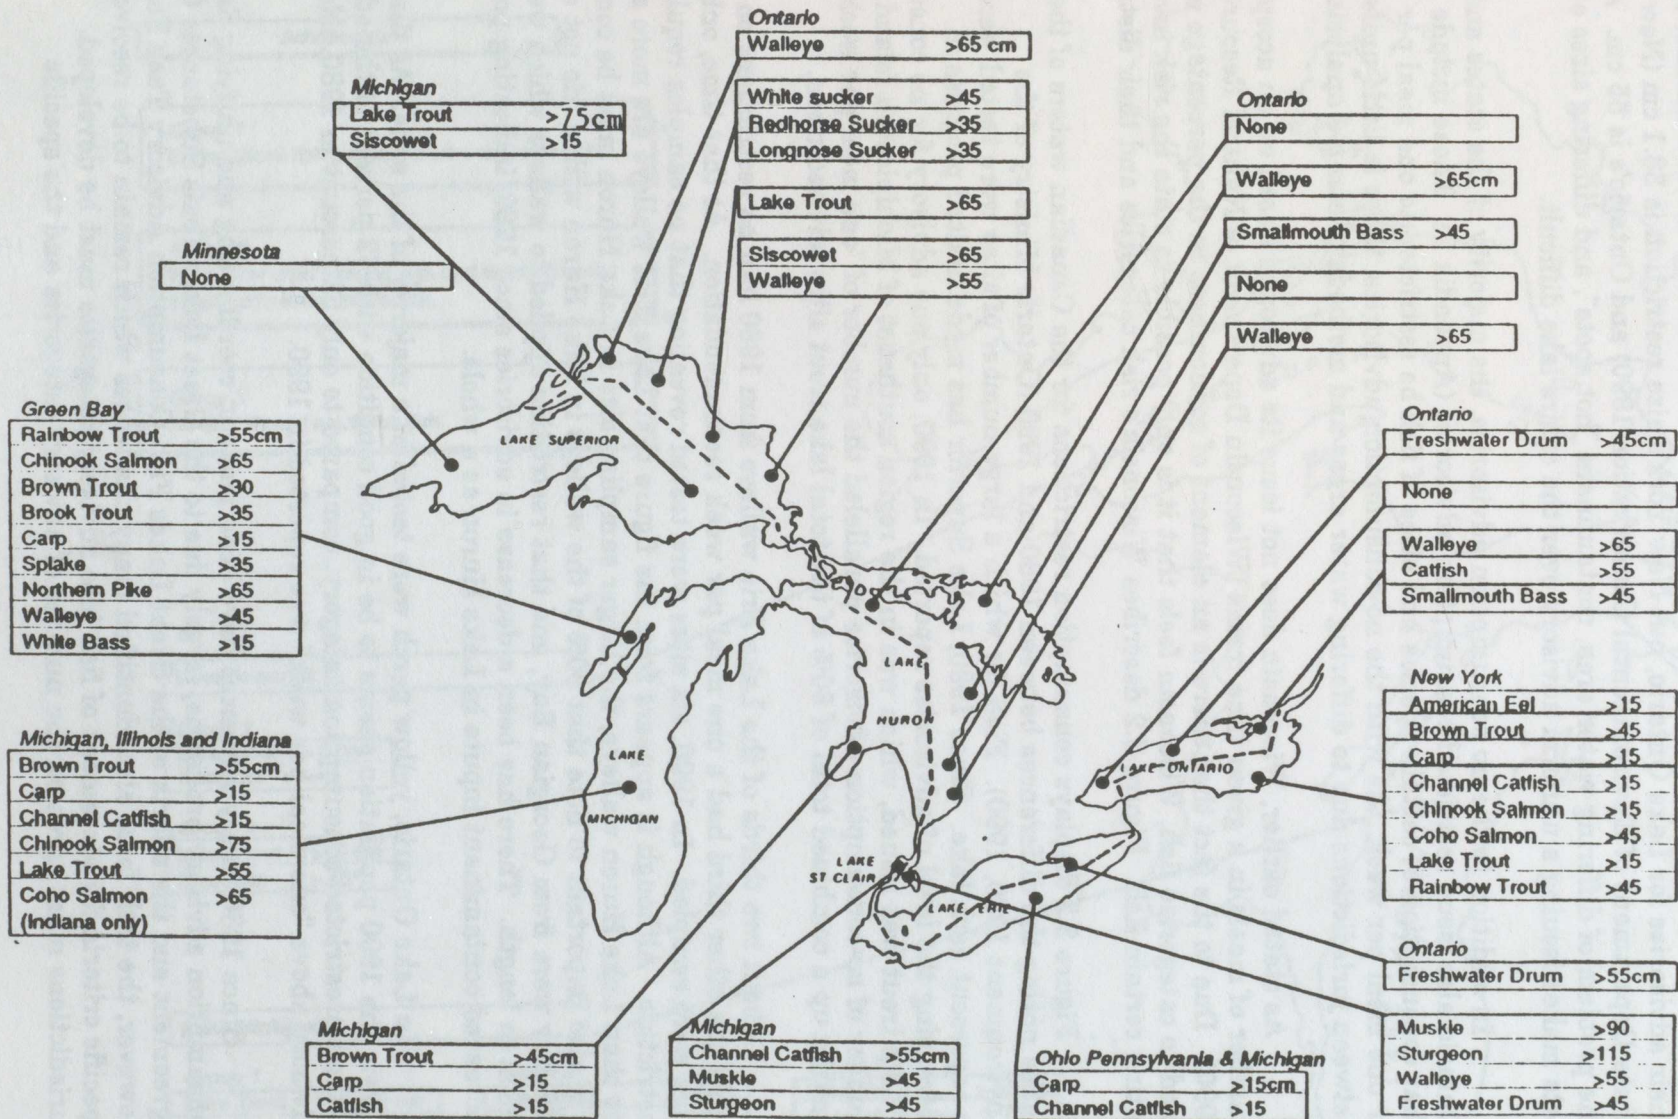 Ontario
Walleye >65 cm
White sucker >45
Redhorse Sucker >35
Longnose Sucker >35
Lake Trout >65
Siscowet >65
Walleye >55
Michigan
Lake Trout >75cm
Siscowet >15
Minnesota
None
Ontario
None
Walleye >65cm
Smallmouth Bass >45
None
Walleye >65
Green Bay
Rainbow Trout >55cm
Chinook Salmon >65
Brown Trout >30
Brook Trout >35
Carp >15
Splake >35
Northern Pike >65
Walleye >45
White Bass >15
Ontario
Freshwater Drum >45cm
None
Walleye >65
Catfish >55
Smallmouth Bass >45
LAKE SUPERIOR
LAKE HURON
LAKE MICHIGAN
LAKE ONTARIO
LAKE ST CLAIR
LAKE ERIE
New York
American Eel >15
Brown Trout >45
Carp >15
Channel Catfish >15
Chinook Salmon >15
Coho Salmon >45
Lake Trout >15
Rainbow Trout >45
Michigan, Illinois and Indiana
Brown Trout >55cm
Carp >15
Channel Catfish >15
Chinook Salmon >75
Lake Trout >55
Coho Salmon >65
(Indiana only)
Ontario
Freshwater Drum >55cm
Muskie >90
Sturgeon >115
Walleye >55
Freshwater Drum >45
Michigan
Brown Trout >45cm
Carp >15
Catfish >15
Michigan
Channel Catfish >55cm
Muskie >45
Sturgeon >45
Ohio Pennsylvania & Michigan
Carp >15cm
Channel Catfish >15